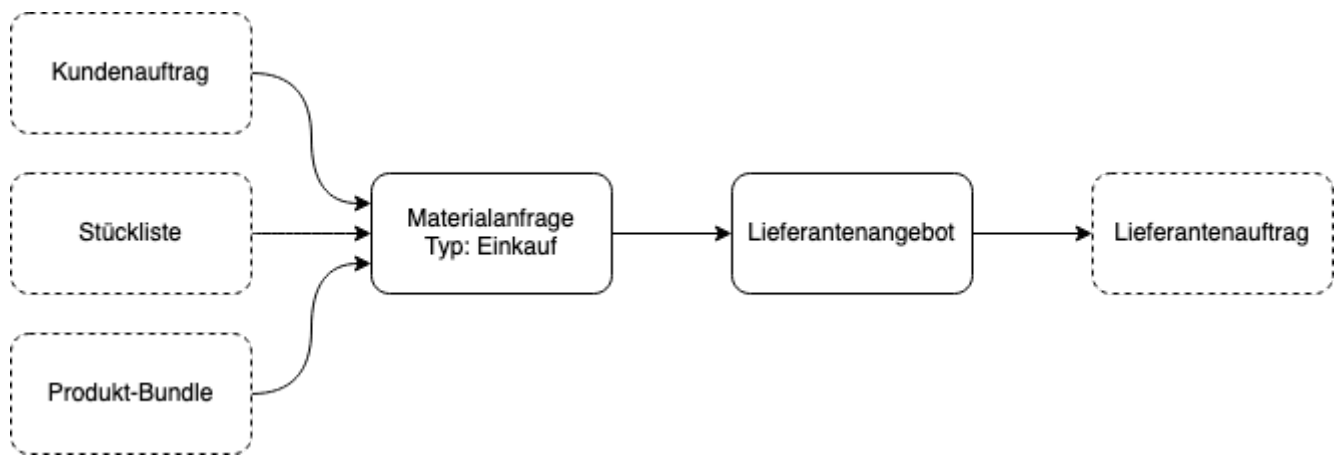 Kundenauftrag
Stückliste
Produkt-Bundle
Materialanfrage
Typ: Einkauf
Lieferantenangebot
Lieferantenauftrag